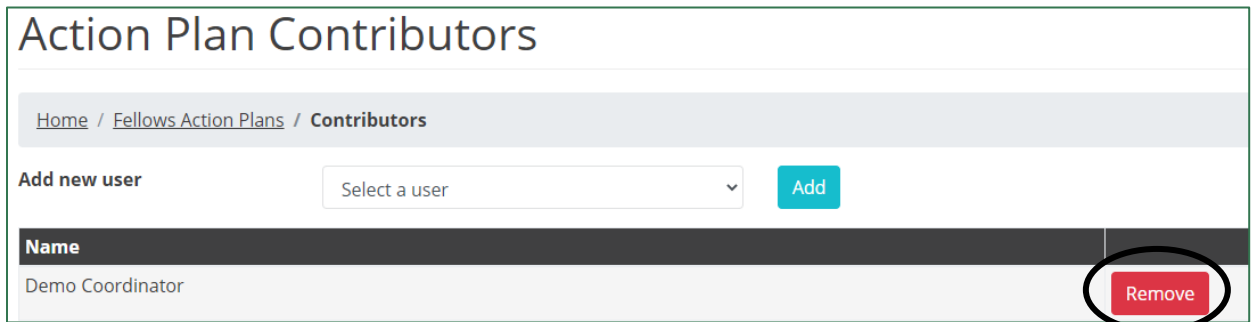 Action Plan Contributors
Home / Fellows Action Plans / Contributors
Add new user Select a user Add
Name
Demo Coordinator Remove